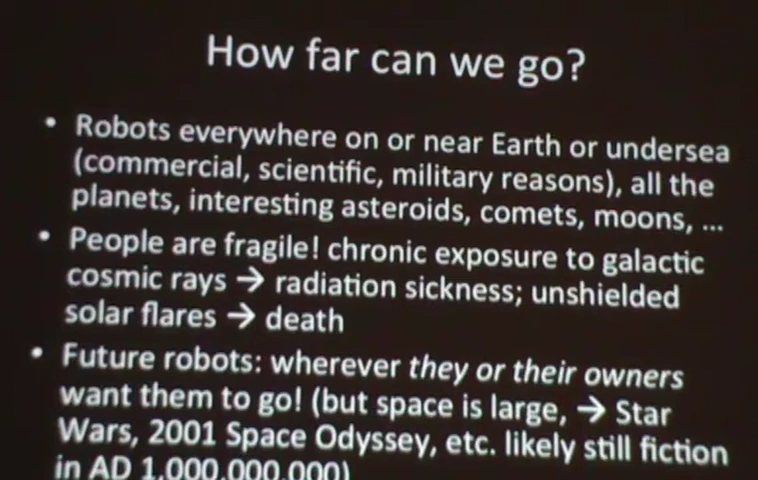 How far can we go?
• Robots everywhere on or near Earth or undersea
(commercial, scientific, military reasons), all the
planets, interesting asteroids, comets, moons, ...
• People are fragile! chronic exposure to galactic
cosmic rays → radiation sickness; unshielded
solar flares → death
• Future robots: wherever they or their owners
want them to go! (but space is large, → Star
Wars, 2001 Space Odyssey, etc. likely still fiction
in AD 1,000,000,000)